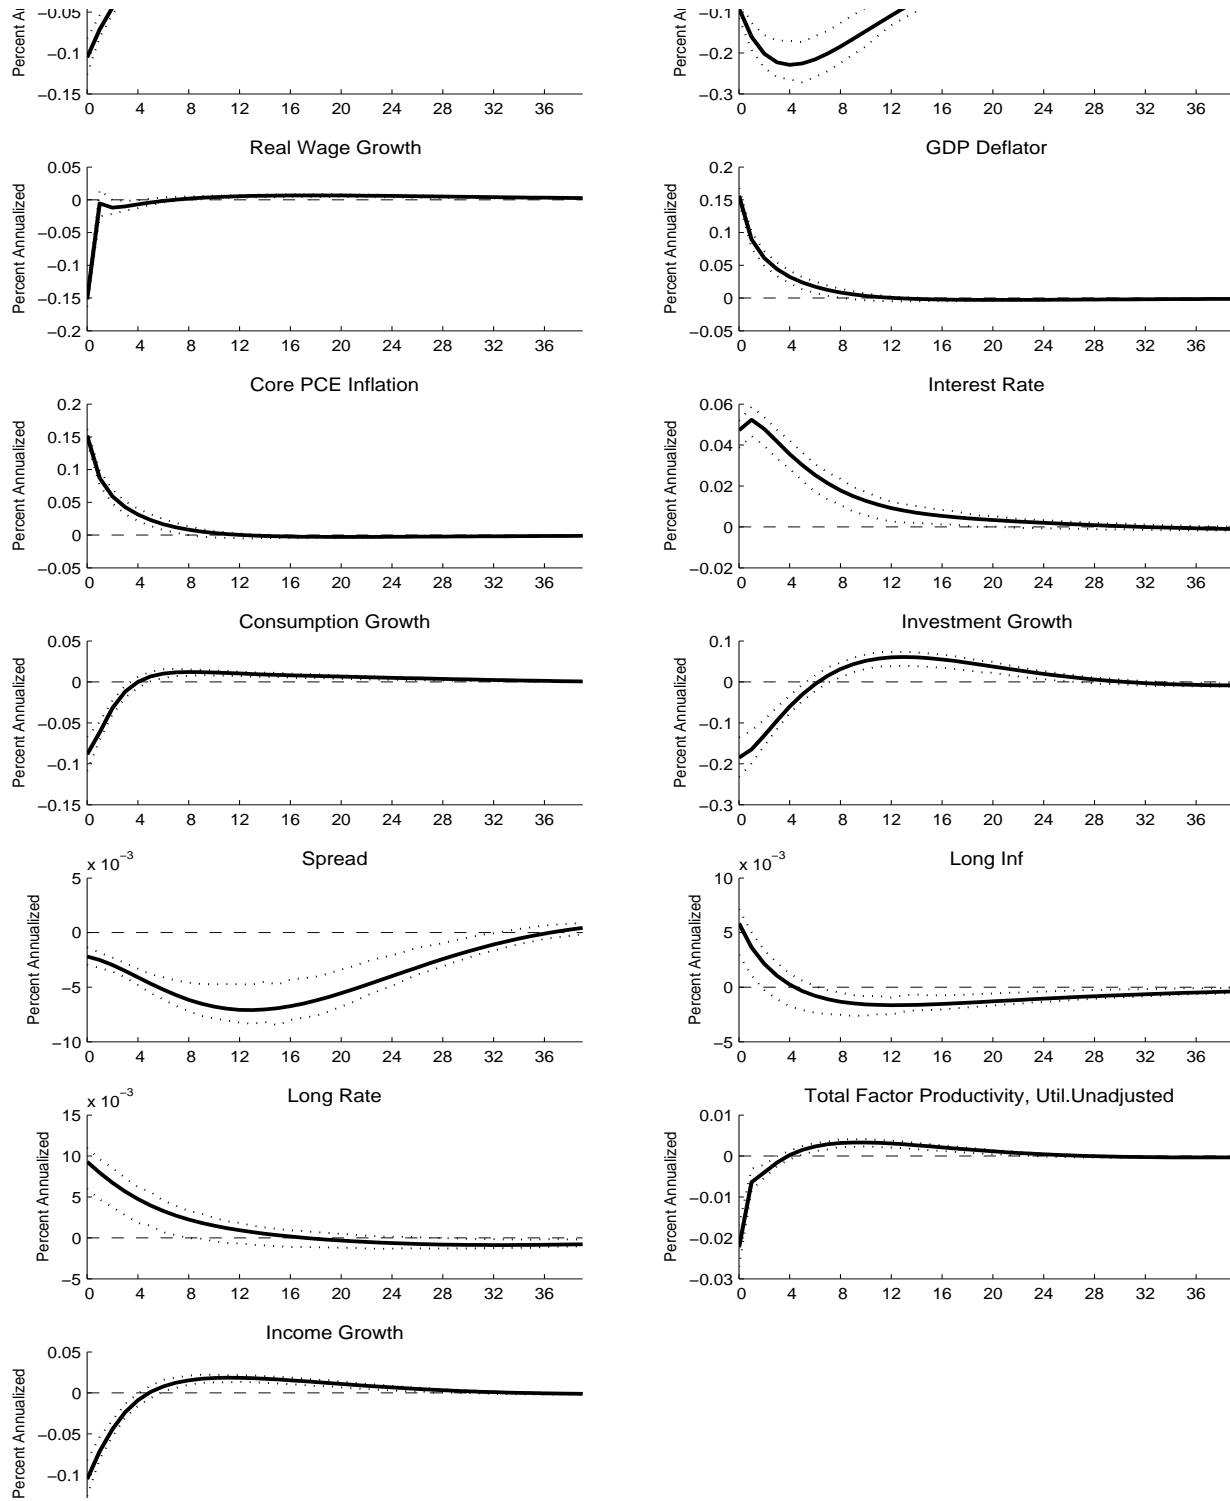 −0.05
−0.1
−0.15
0 4 8 12 16 20 24 28 32 36
−0.1
−0.2
−0.3
0 4 8 12 16 20 24 28 32 36
Real Wage Growth
Percent Annualized
0.05
0
−0.05
−0.1
−0.15
−0.2
0 4 8 12 16 20 24 28 32 36
GDP Deflator
Percent Annualized
0.2
0.15
0.1
0.05
0
−0.05
0 4 8 12 16 20 24 28 32 36
Core PCE Inflation
Percent Annualized
0.2
0.15
0.1
0.05
0
−0.05
0 4 8 12 16 20 24 28 32 36
Interest Rate
Percent Annualized
0.06
0.04
0.02
0
−0.02
0 4 8 12 16 20 24 28 32 36
Consumption Growth
Percent Annualized
0.05
0
−0.05
−0.1
−0.15
0 4 8 12 16 20 24 28 32 36
Investment Growth
Percent Annualized
0.1
0
−0.1
−0.2
−0.3
0 4 8 12 16 20 24 28 32 36
x 10−3
Spread
Percent Annualized
5
0
−5
−10
0 4 8 12 16 20 24 28 32 36
x 10−3
Long Inf
Percent Annualized
10
5
0
−5
0 4 8 12 16 20 24 28 32 36
x 10−3
Long Rate
Percent Annualized
15
10
5
0
−5
0 4 8 12 16 20 24 28 32 36
Total Factor Productivity, Util.Unadjusted
Percent Annualized
0.01
0
−0.01
−0.02
−0.03
0 4 8 12 16 20 24 28 32 36
Income Growth
Percent Annualized
0.05
0
−0.05
−0.1